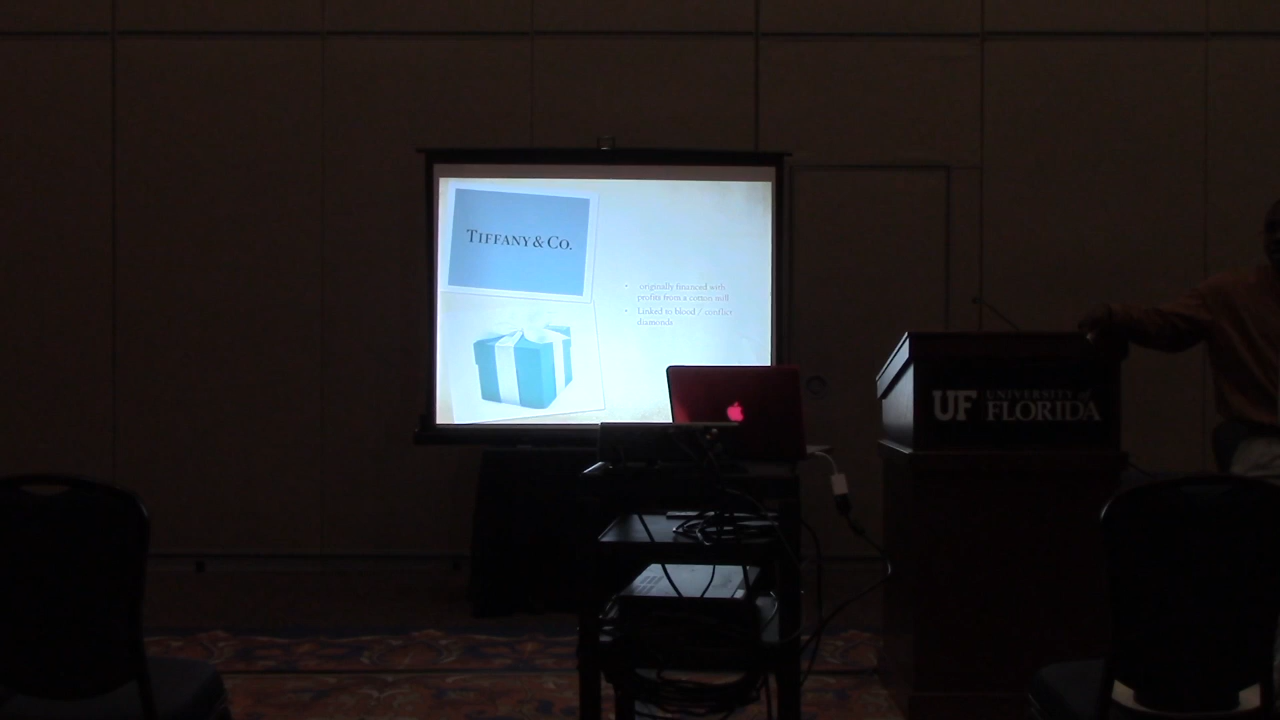 TIFFANY & CO.
• originally financed with
profits from a cotton mill
• Linked to blood / conflict
diamonds
UF UNIVERSITY of
FLORIDA